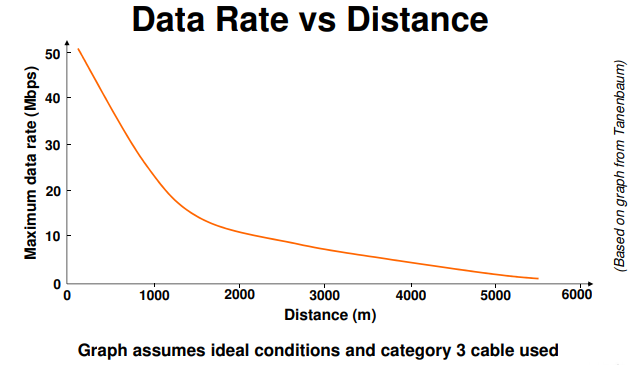 Data Rate vs Distance
Maximum data rate (Mbps)
50
40
30
20
10
0
0 1000 2000 3000 4000 5000 6000
Distance (m)
(Based on graph from Tanenbaum)
Graph assumes ideal conditions and category 3 cable used